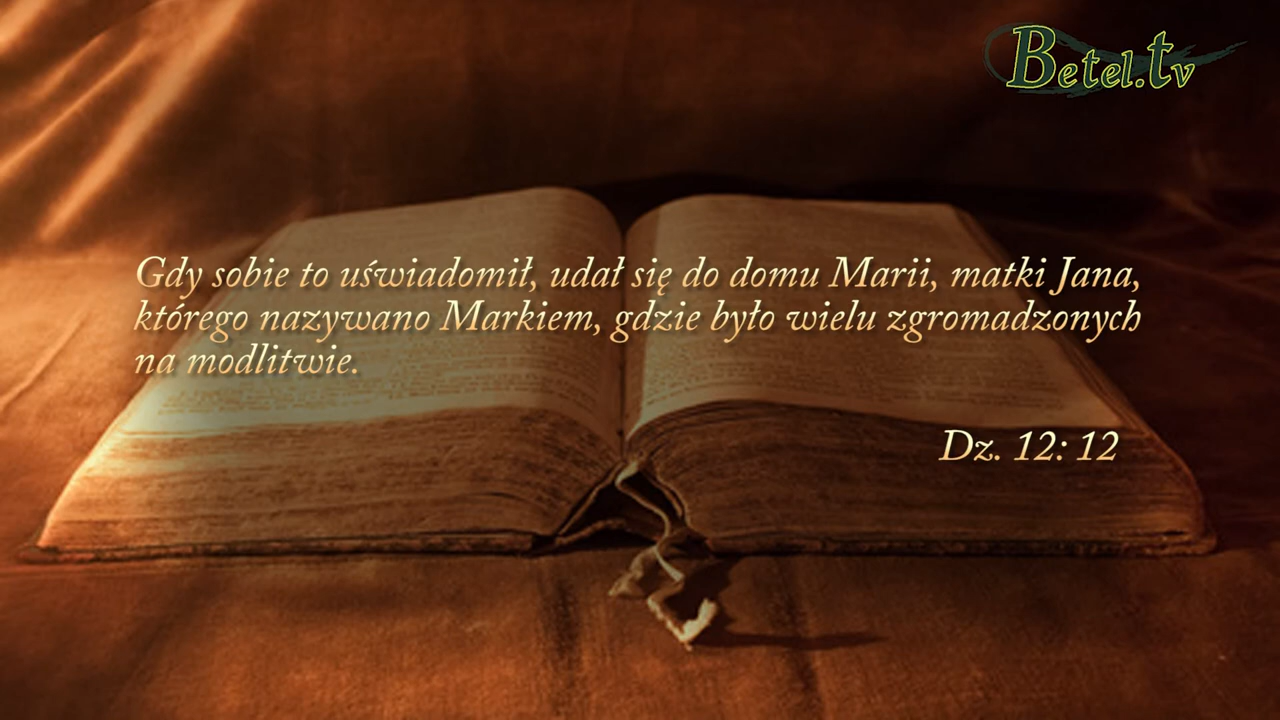 Betel.tv
Gdy sobie to uświadomił, udał się do domu Marii, matki Jana,
którego nazywano Markiem, gdzie było wielu zgromadzonych
na modlitwie.
Dz. 12: 12